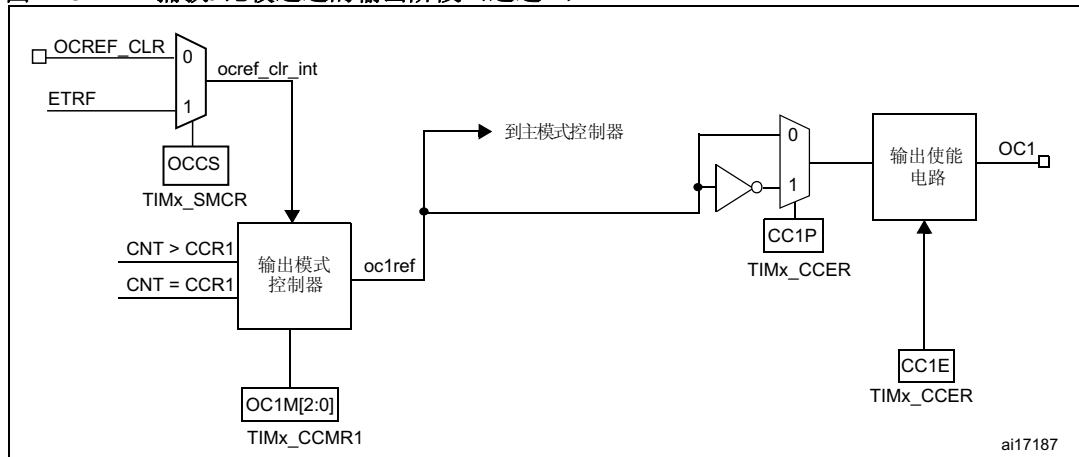 OCREF_CLR
0
ocref_clr_int
ETRF
1
OCCS
TIMx_SMCR
到主模式控制器
0
1
CC1P
TIMx_CCER
输出使能
电路
OC1
CNT > CCR1
CNT = CCR1
输出模式
控制器
oc1ref
OC1M[2:0]
TIMx_CCMR1
CC1E
TIMx_CCER
ai17187